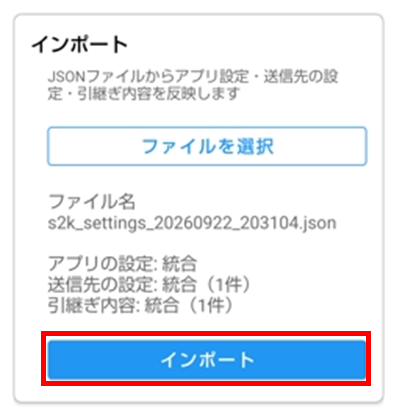 インポート
JSONファイルからアプリ設定・送信先の設
定・引継ぎ内容を反映します
ファイルを選択
ファイル名
s2k_settings_20260922_203104.json
アプリの設定: 統合
送信先の設定: 統合（1件）
引継ぎ内容: 統合（1件）
インポート